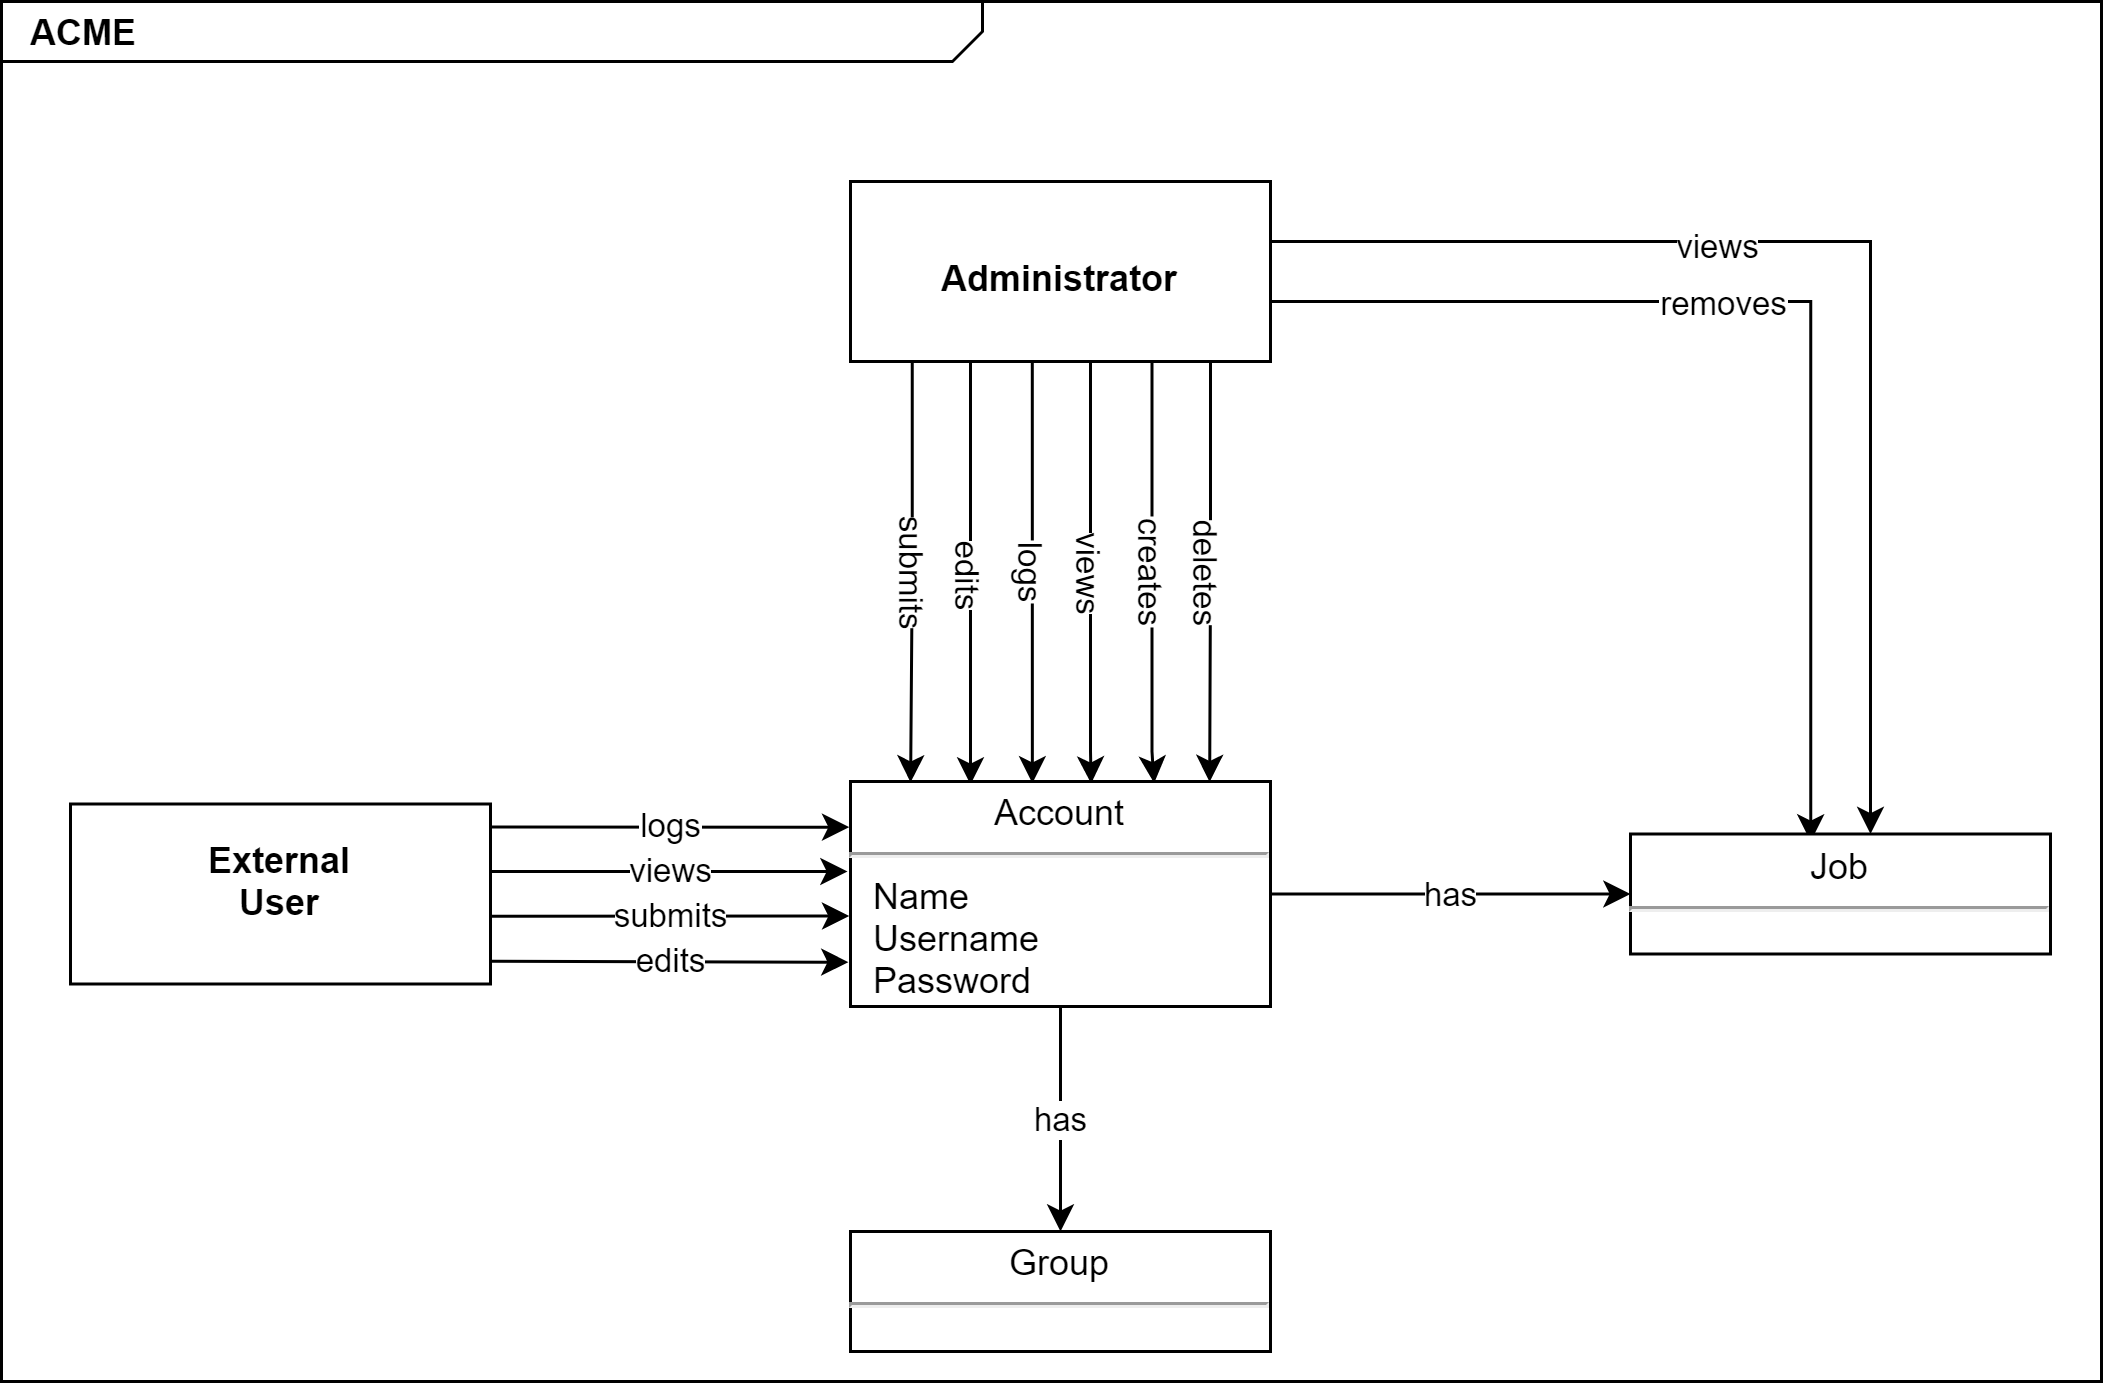 ACME
Administrator
views
removes
submits
edits
logs
views
creates
deletes
External
User
logs
views
submits
edits
Account
Name
Username
Password
has
Job
has
Group